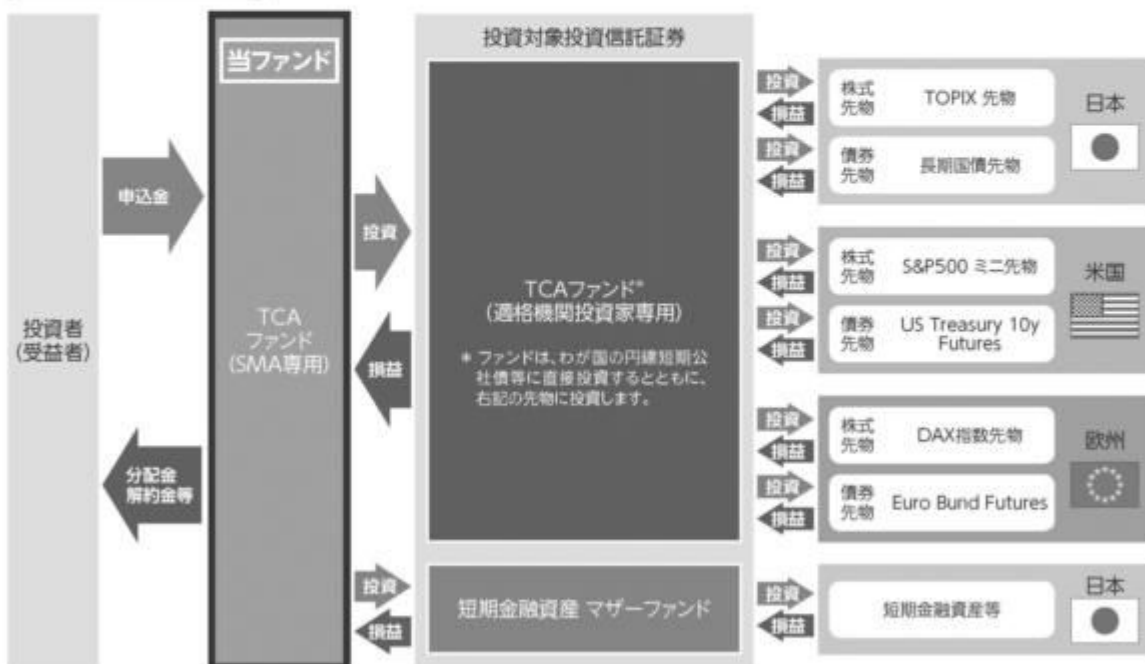 投資者
(受益者)
申込金
分配金
解約金等
当ファンド
TCA
ファンド
(SMA専用)
投資
損益
投資
損益
投資対象投資信託証券
TCAファンド*
(適格機関投資家専用)
* ファンドは、わが国の円建短期公
社債等に直接投資するとともに、
右記の先物に投資します。
短期金融資産 マザーファンド
投資
損益
投資
損益
株式
先物
TOPIX 先物
債券
先物
長期国債先物
日本
投資
損益
投資
損益
株式
先物
S&P500 ミニ先物
債券
先物
US Treasury 10y
Futures
米国
投資
損益
投資
損益
株式
先物
DAX指数先物
債券
先物
Euro Bund Futures
欧州
投資
損益
短期金融資産等
日本